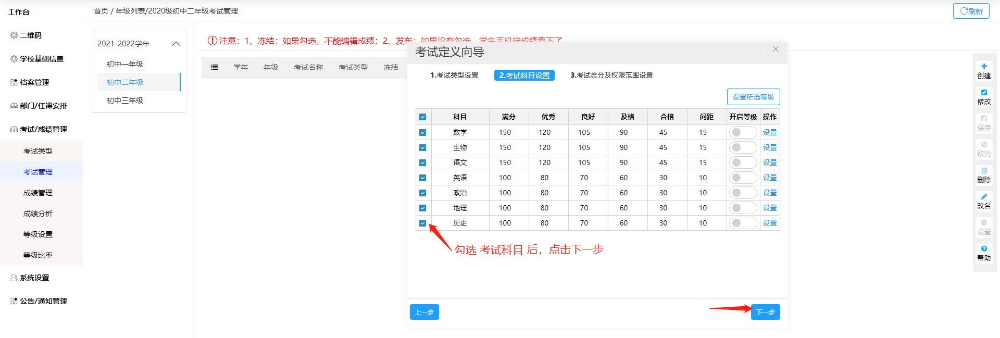 工作台
首页 / 年级列表/2020级初中二年级考试管理
刷新
二维码
学校基础信息
档案管理
部门/任课安排
考试/成绩管理
考试类型
考试管理
成绩管理
成绩分析
等级设置
等级比率
系统设置
公告/通知管理
2021-2022学年
初中一年级
初中二年级
初中三年级
注意：1、冻结：如果勾选，不能编辑成绩；2、发布：如果没有勾选，学生手机端成绩查不了
学年 年级 考试名称 考试类型 冻结
考试定义向导
1.考试类型设置 2.考试科目设置 3.考试总分及权限范围设置
设置所选等级
科目 满分 优秀 良好 及格 合格 间距 开启等级 操作
数学 150 120 105 90 45 15 设置
生物 150 120 105 90 45 15 设置
语文 150 120 105 90 45 15 设置
英语 100 80 70 60 30 10 设置
政治 100 80 70 60 30 10 设置
地理 100 80 70 60 30 10 设置
历史 100 80 70 60 30 10 设置
勾选 考试科目 后，点击下一步
上一步
下一步
创建
修改
保存
取消
删除
改名
设置
帮助